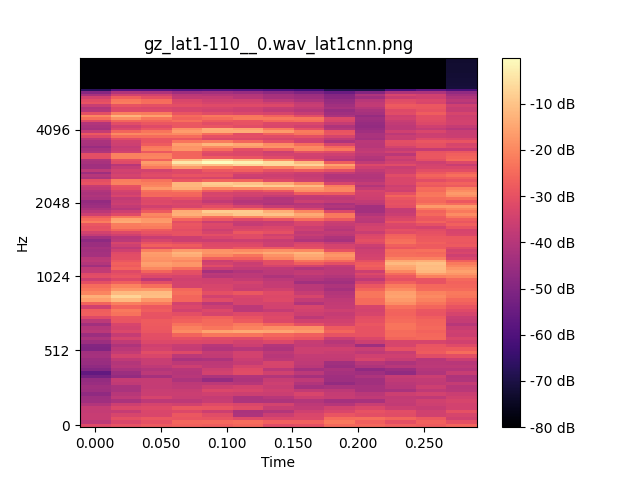 gz_lat1-110__0.wav_lat1cnn.png
Hz
4096
2048
1024
512
0
0.000 0.050 0.100 0.150 0.200 0.250
Time
-10 dB
-20 dB
-30 dB
-40 dB
-50 dB
-60 dB
-70 dB
-80 dB